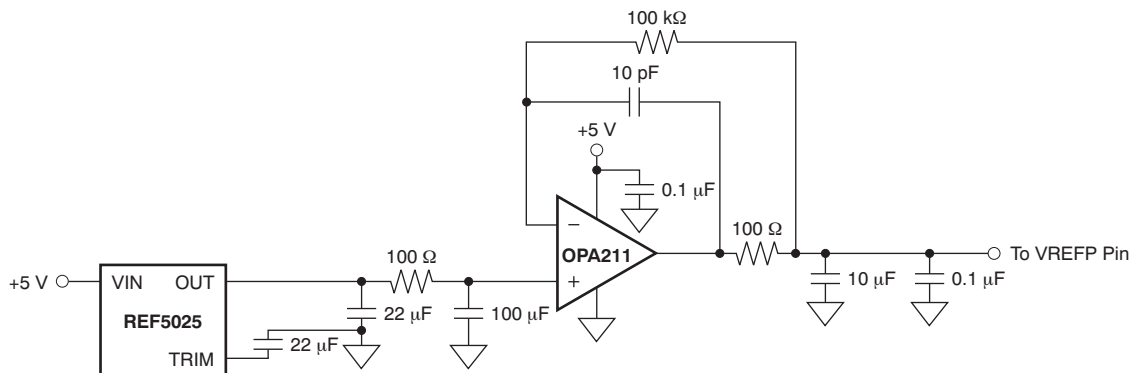 100 kΩ
10 pF
+5 V
0.1 μF
−
OPA211
+
100 Ω
To VREFP Pin
10 μF
0.1 μF
100 Ω
+5 V
VIN
OUT
REF5025
TRIM
22 μF
22 μF
100 μF